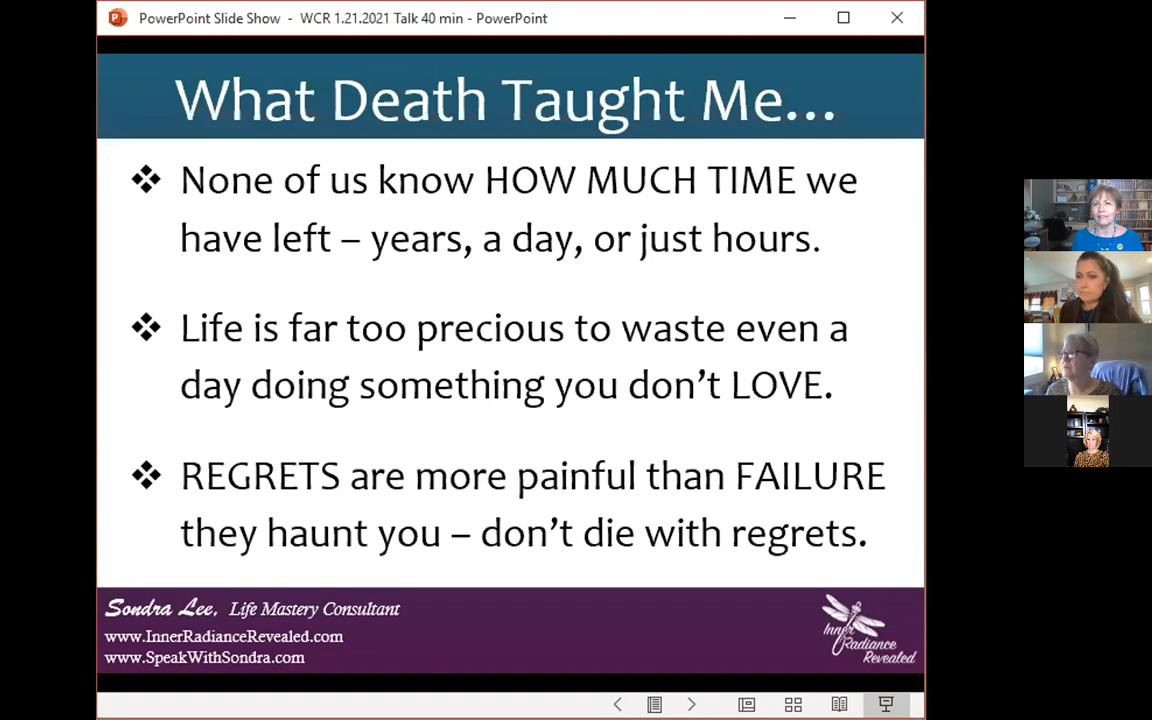 PowerPoint Slide Show - WCR 1.21.2021 Talk 40 min - PowerPoint
What Death Taught Me...
None of us know HOW MUCH TIME we
have left – years, a day, or just hours.
Life is far too precious to waste even a
day doing something you don’t LOVE.
REGRETS are more painful than FAILURE
they haunt you – don’t die with regrets.
Sondra Lee, Life Mastery Consultant
www.InnerRadianceRevealed.com
www.SpeakWithSondra.com
Inner
Radiance
Revealed